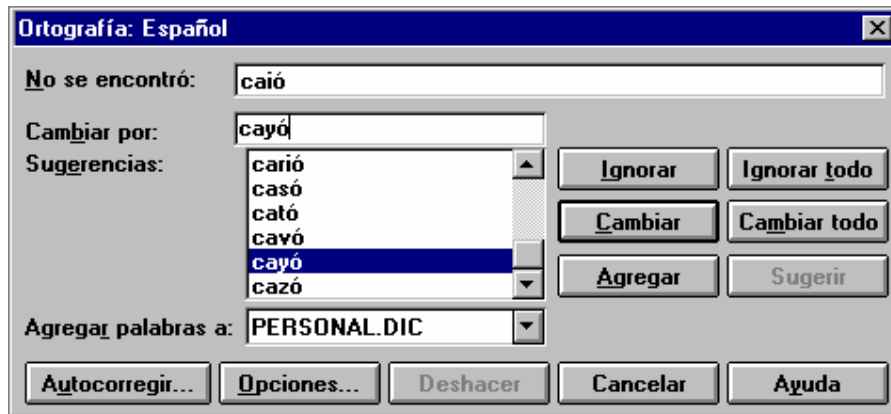 Ortografía: Español
No se encontró: caió
Cambiar por: cayó
Sugerencias:
carió
casó
cató
cavó
cayó
cazó
Ignorar Ignorar todo
Cambiar Cambiar todo
Agregar Sugerir
Agregar palabras a: PERSONAL.DIC
Autocorregir... Opciones... Deshacer Cancelar Ayuda